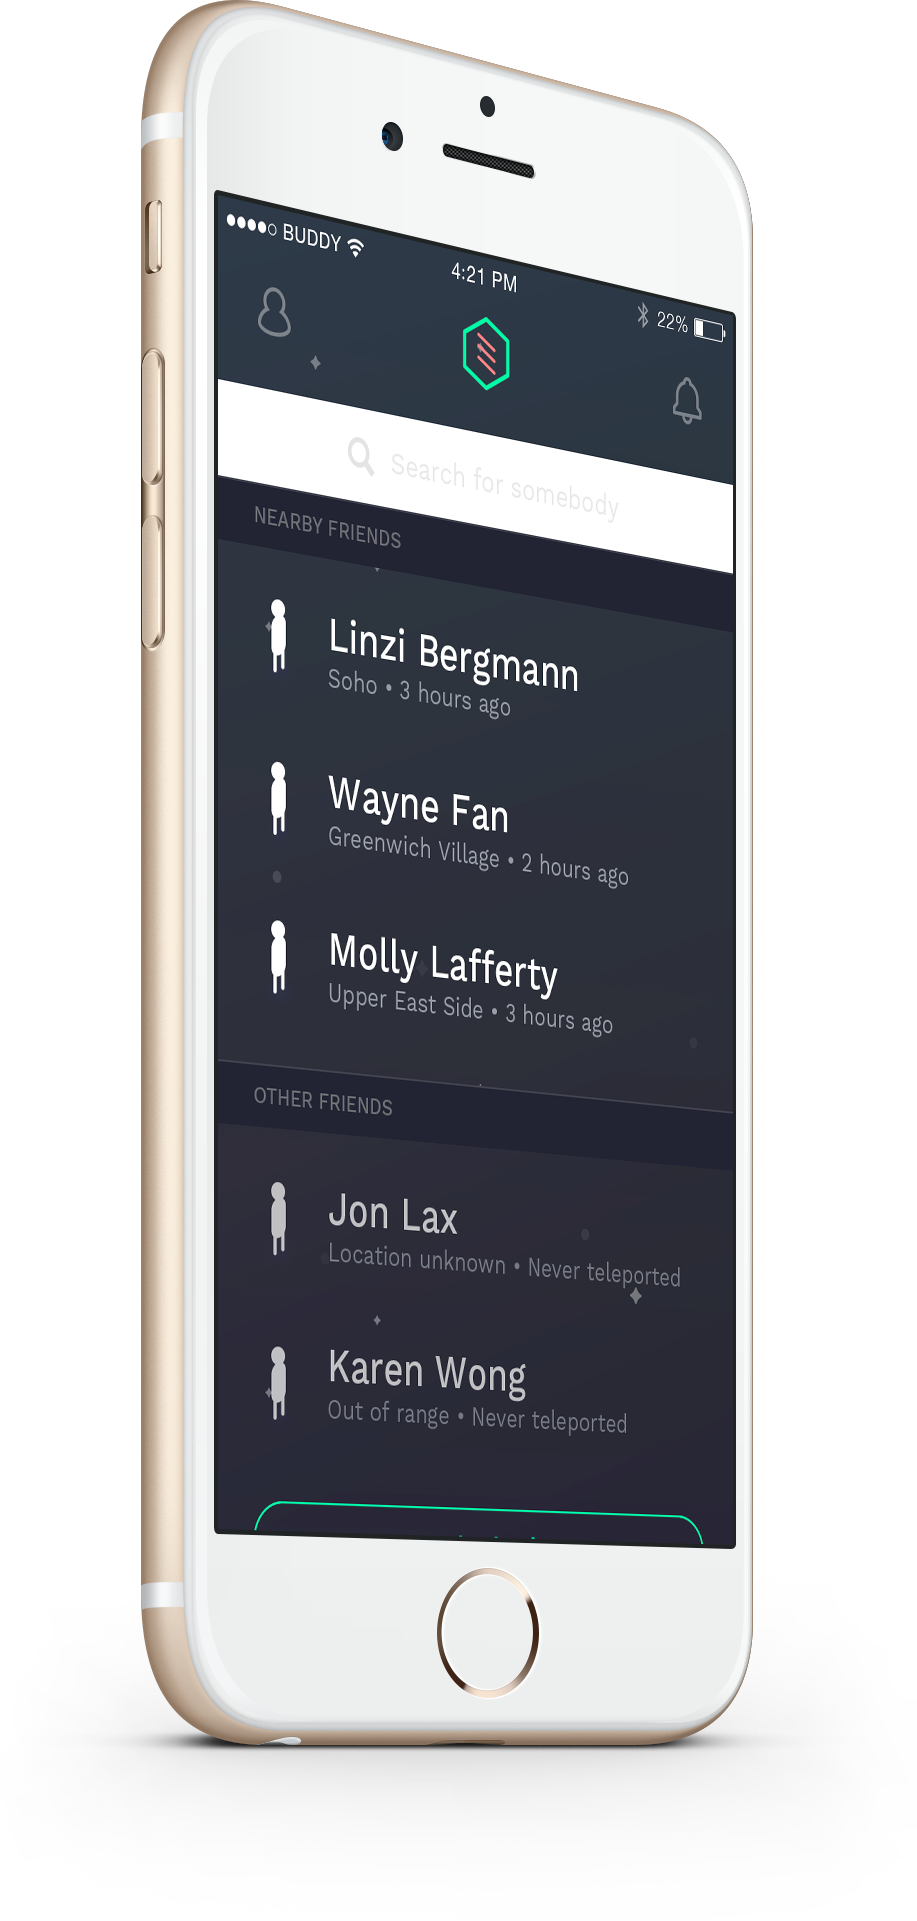 BUDDY
4:21 PM
22%
Search for somebody
NEARBY FRIENDS
Linzi Bergmann
Soho • 3 hours ago
Wayne Fan
Greenwich Village • 2 hours ago
Molly Lafferty
Upper East Side • 3 hours ago
OTHER FRIENDS
Jon Lax
Location unknown • Never teleported
Karen Wong
Out of range • Never teleported